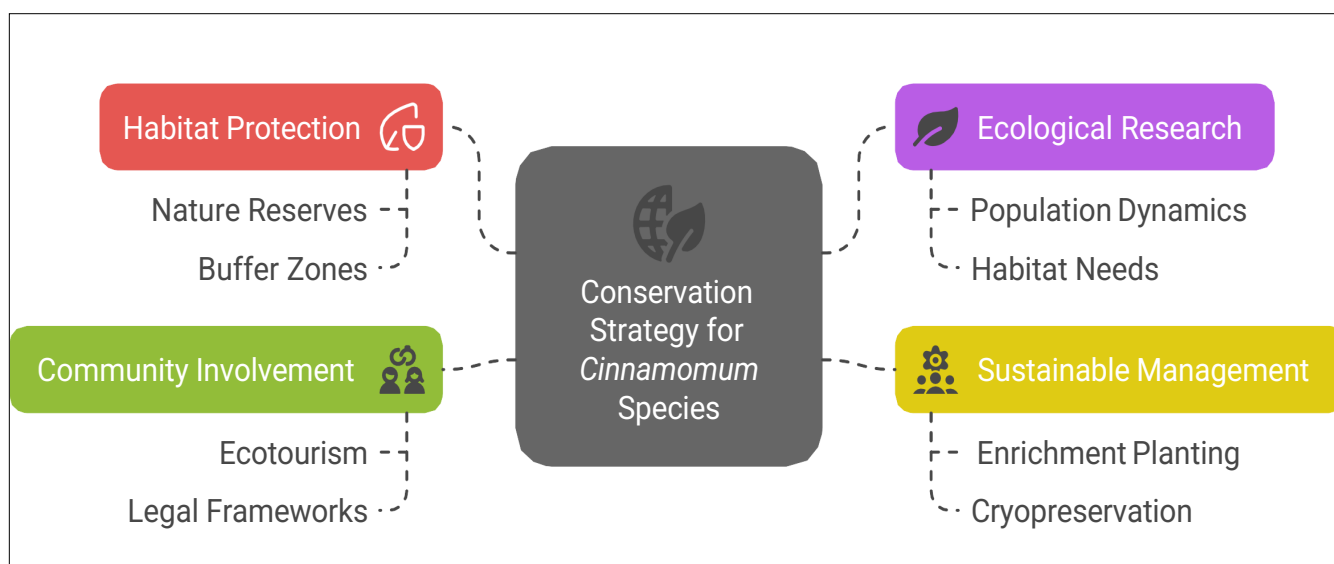 Habitat Protection
Nature Reserves
Buffer Zones
Community Involvement
Ecotourism
Legal Frameworks
Conservation
Strategy for
Cinnamomum
Species
Ecological Research
Population Dynamics
Habitat Needs
Sustainable Management
Enrichment Planting
Cryopreservation